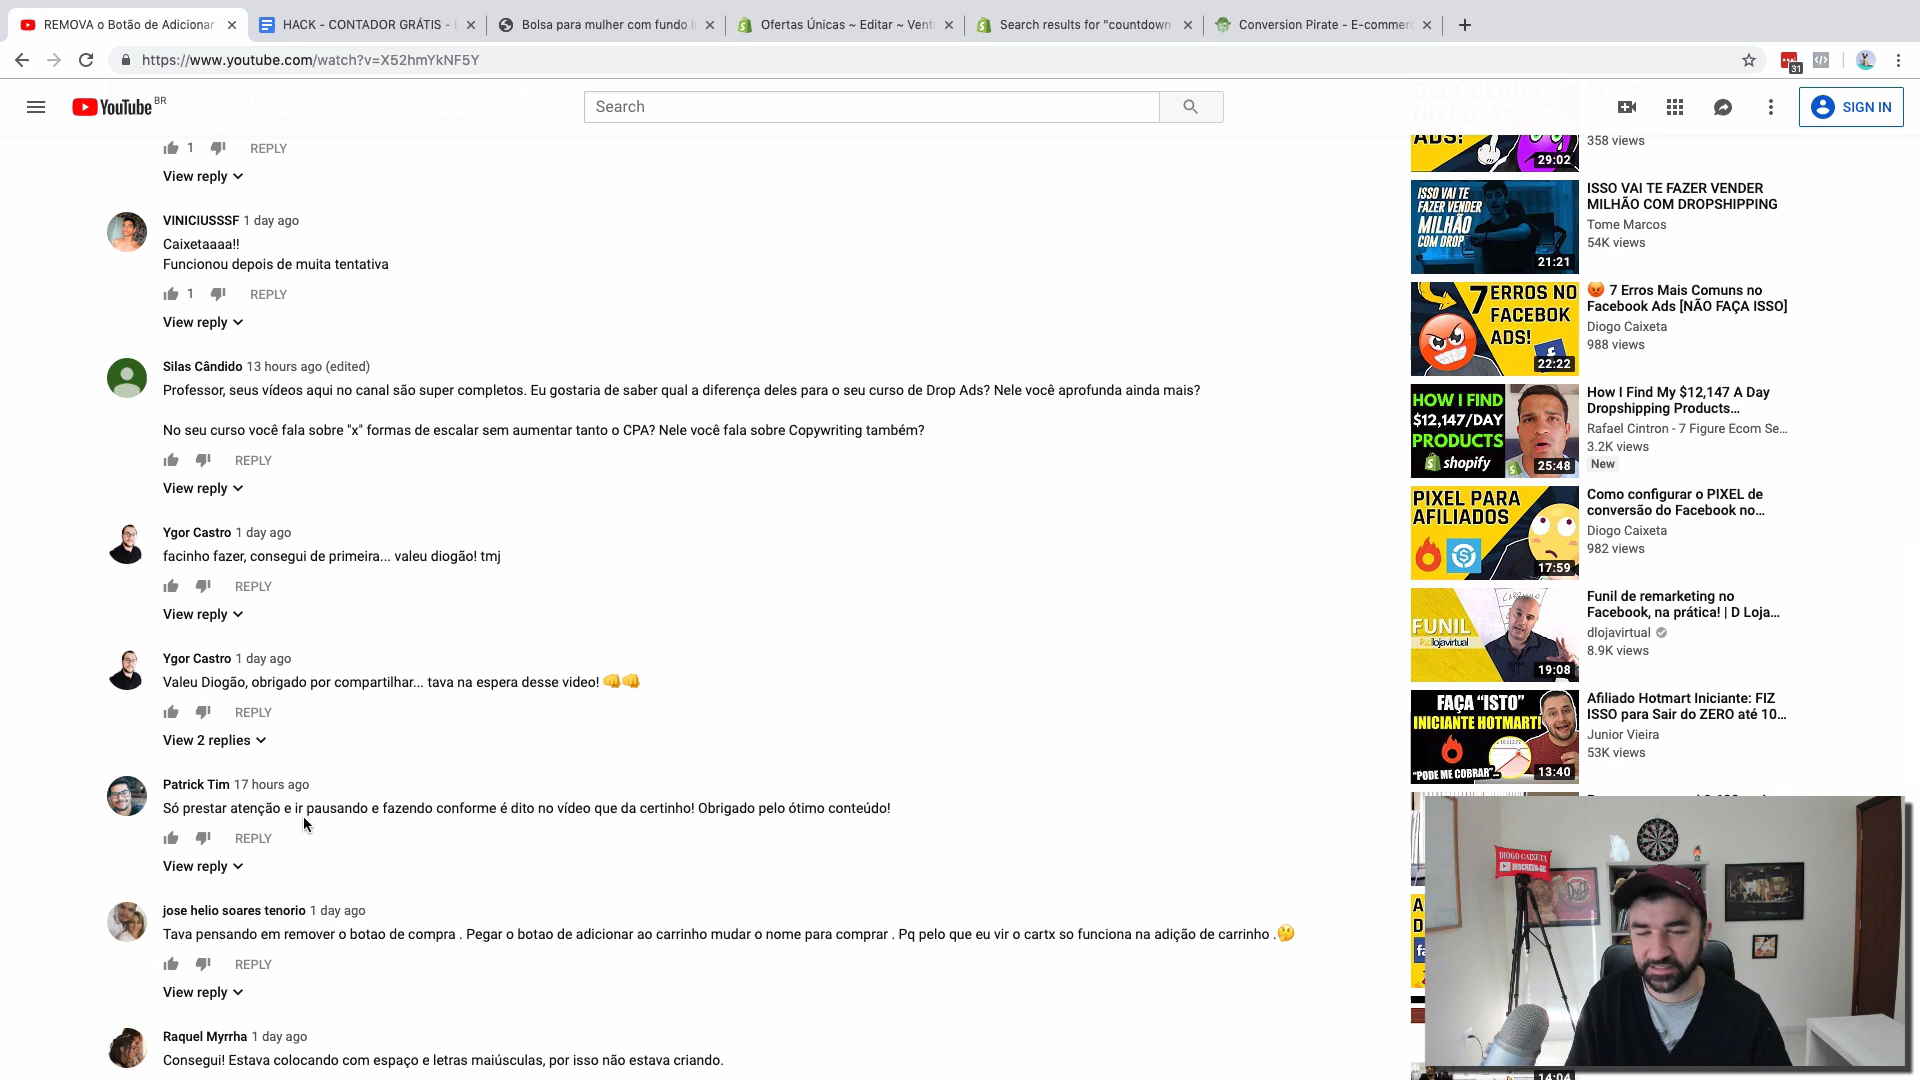 REMOVA o Botão de Adicionar
HACK - CONTADOR GRÁTIS -
Bolsa para mulher com fundo
Ofertas Únicas ~ Editar ~ Vent
Search results for "countdown
Conversion Pirate - E-commerc
https://www.youtube.com/watch?v=X52hmYkNF5Y
31
YouTube BR
Search
SIGN IN
1 REPLY
View reply
VINICIUSSSF 1 day ago
Caixetaaaa!!
Funcionou depois de muita tentativa
1 REPLY
View reply
Silas Cândido 13 hours ago (edited)
Professor, seus vídeos aqui no canal são super completos. Eu gostaria de saber qual a diferença deles para o seu curso de Drop Ads? Nele você aprofunda ainda mais?
No seu curso você fala sobre "x" formas de escalar sem aumentar tanto o CPA? Nele você fala sobre Copywriting também?
REPLY
View reply
Ygor Castro 1 day ago
facinho fazer, consegui de primeira... valeu diogão! tmj
REPLY
View reply
Ygor Castro 1 day ago
Valeu Diogão, obrigado por compartilhar... tava na espera desse video! 👊👊
REPLY
View 2 replies
Patrick Tim 17 hours ago
Só prestar atenção e ir pausando e fazendo conforme é dito no vídeo que da certinho! Obrigado pelo ótimo conteúdo!
REPLY
View reply
jose helio soares tenorio 1 day ago
Tava pensando em remover o botao de compra . Pegar o botao de adicionar ao carrinho mudar o nome para comprar . Pq pelo que eu vir o cartx so funciona na adição de carrinho .🤔
REPLY
View reply
Raquel Myrrha 1 day ago
Consegui! Estava colocando com espaço e letras maiúsculas, por isso não estava criando.
BLOQUEADO
NO FB
ADS!
29:02
358 views
ISSO VAI TE
FAZER VENDER
MILHÃO
COM DROP
21:21
ISSO VAI TE FAZER VENDER
MILHÃO COM DROPSHIPPING
Tome Marcos
54K views
7 ERROS NO
FACEBOK
ADS!
22:22
😡 7 Erros Mais Comuns no
Facebook Ads [NÃO FAÇA ISSO]
Diogo Caixeta
988 views
HOW I FIND
$12,147/DAY
PRODUCTS
shopify
25:48
How I Find My $12,147 A Day
Dropshipping Products...
Rafael Cintron - 7 Figure Ecom Se...
3.2K views
New
PIXEL PARA
AFILIADOS
17:59
Como configurar o PIXEL de
conversão do Facebook no...
Diogo Caixeta
982 views
FUNIL
lojavirtual
19:08
Funil de remarketing no
Facebook, na prática! | D Loja...
dlojavirtual
8.9K views
FAÇA "ISTO"
INICIANTE HOTMART!
"PODE ME COBRAR"...
13:40
Afiliado Hotmart Iniciante: FIZ
ISSO para Sair do ZERO até 10...
Junior Vieira
53K views
DIOGO CAIXETA
INSCREVA-SE
Duff
14:04